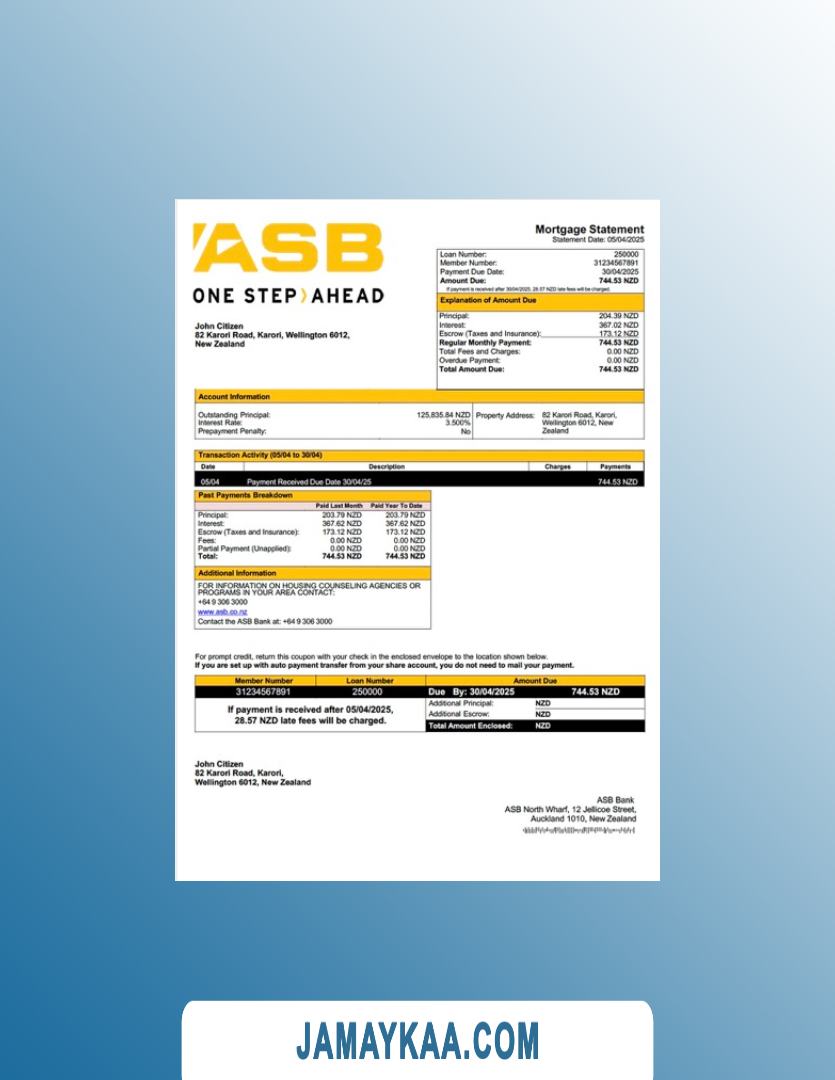 ASB
ONE STEP〉AHEAD
Mortgage Statement
Statement Date: 05/04/2025
Loan Number: 250000
Member Number: 31234567891
Payment Due Date: 30/04/2025
Amount Due: 744.53 NZD
If payment is received after 30/04/2025, 28.57 NZD late fees will be charged.
Explanation of Amount Due
Principal: 204.39 NZD
Interest: 367.02 NZD
Escrow (Taxes and Insurance): 173.12 NZD
Regular Monthly Payment: 744.53 NZD
Total Fees and Charges: 0.00 NZD
Overdue Payment: 0.00 NZD
Total Amount Due: 744.53 NZD
John Citizen
82 Karori Road, Karori, Wellington 6012,
New Zealand
Account Information
Outstanding Principal: 125,835.84 NZD
Interest Rate: 3.500%
Prepayment Penalty: No
Property Address: 82 Karori Road, Karori,
Wellington 6012, New
Zealand
Transaction Activity (05/04 to 30/04)
Date Description Charges Payments
05/04 Payment Received Due Date 30/04/25 744.53 NZD
Past Payments Breakdown
Paid Last Month Paid Year To Date
Principal: 203.79 NZD 203.79 NZD
Interest: 367.62 NZD 367.62 NZD
Escrow (Taxes and Insurance): 173.12 NZD 173.12 NZD
Fees: 0.00 NZD 0.00 NZD
Partial Payment (Unapplied): 0.00 NZD 0.00 NZD
Total: 744.53 NZD 744.53 NZD
Additional Information
FOR INFORMATION ON HOUSING COUNSELING AGENCIES OR
PROGRAMS IN YOUR AREA CONTACT:
+64 9 306 3000
www.asb.co.nz
Contact the ASB Bank at: +64 9 306 3000
For prompt credit, return this coupon with your check in the enclosed envelope to the location shown below.
If you are set up with auto payment transfer from your share account, you do not need to mail your payment.
Member Number Loan Number Amount Due
31234567891 250000 Due By: 30/04/2025 744.53 NZD
If payment is received after 05/04/2025,
28.57 NZD late fees will be charged.
Additional Principal: NZD
Additional Escrow: NZD
Total Amount Enclosed: NZD
John Citizen
82 Karori Road, Karori,
Wellington 6012, New Zealand
ASB Bank
ASB North Wharf, 12 Jellicoe Street,
Auckland 1010, New Zealand
JAMAYKAA.COM